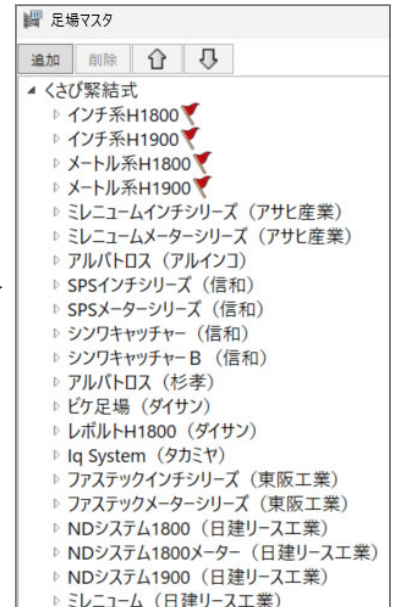 足場マスタ
追加 削除
くさび緊結式
インチ系H1800
インチ系H1900
メートル系H1800
メートル系H1900
ミレニュームインチシリーズ（アサヒ産業）
ミレニュームメーターシリーズ（アサヒ産業）
アルバトロス（アルインコ）
SPSインチシリーズ（信和）
SPSメーターシリーズ（信和）
シンワキャッチャー（信和）
シンワキャッチャーB（信和）
アルバトロス（杉孝）
ビケ足場（ダイサン）
レボルトH1800（ダイサン）
Iq System（タカミヤ）
ファステックインチシリーズ（東阪工業）
ファステックメーターシリーズ（東阪工業）
NDシステム1800（日建リース工業）
NDシステム1800メーター（日建リース工業）
NDシステム1900（日建リース工業）
ミレニューム（日建リース工業）